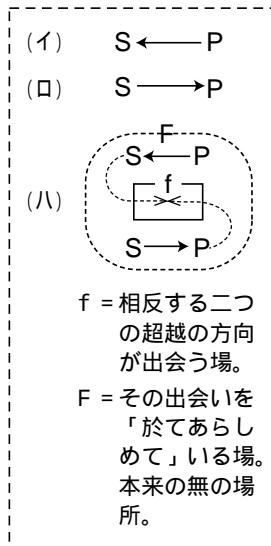 (イ) S←P
(ロ) S→P
F
S←P
f
(ハ)
S→P
f=相反する二つ
の超越の方向
が出会う場。
F=その出会いを
「於てあらし
めて」いる場。
本来の無の場
所。